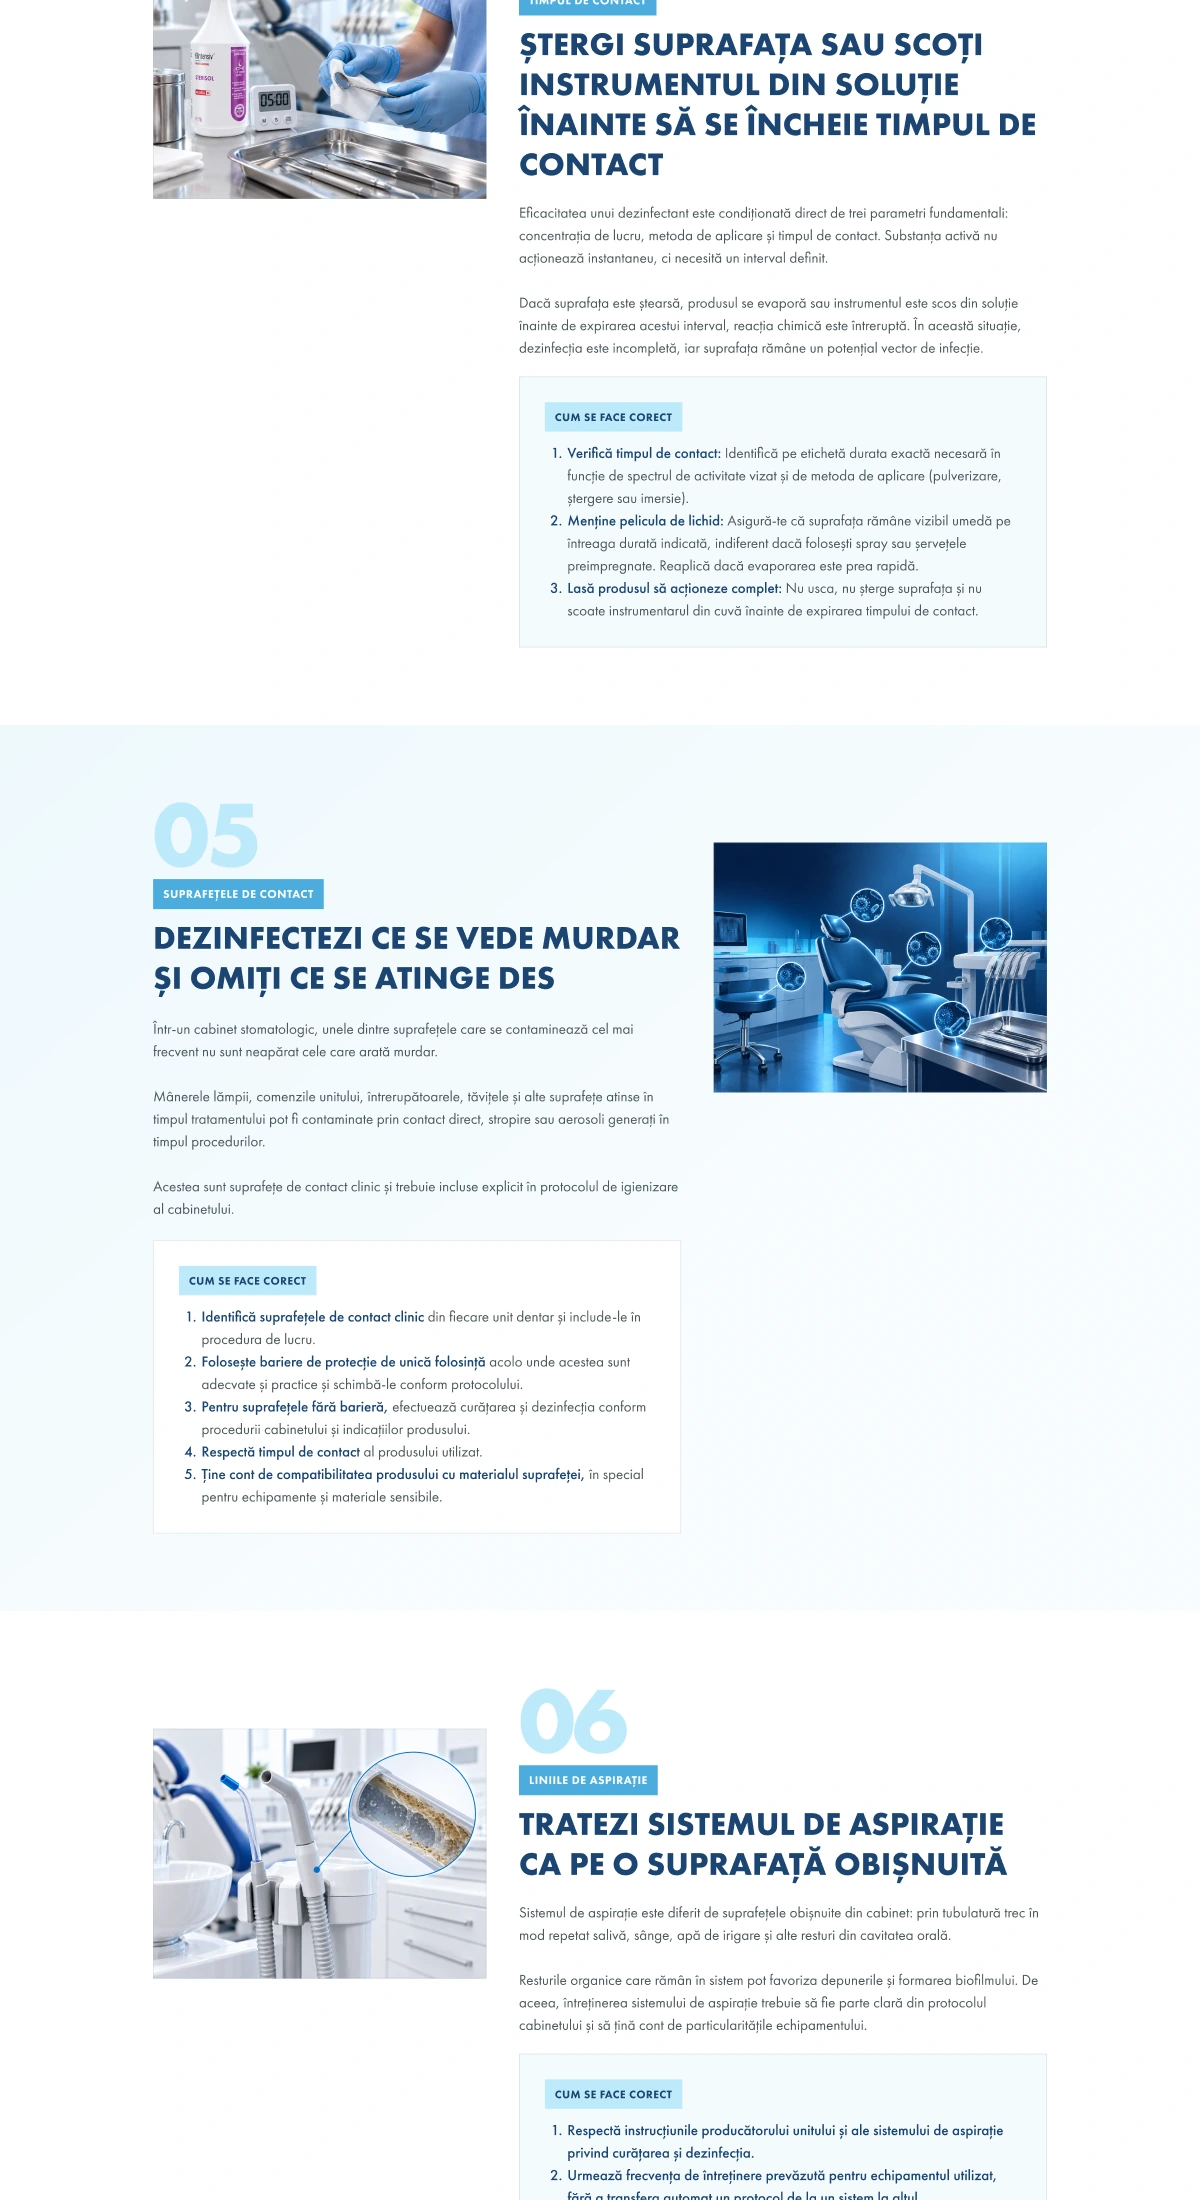 TIMPUL DE CONTACT
ȘTERGI SUPRAFAȚA SAU SCOȚI
INSTRUMENTUL DIN SOLUȚIE
ÎNAINTE SĂ SE ÎNCHEIE TIMPUL DE
CONTACT
05:00
Eficacitatea unui dezinfectant este condiționată direct de trei parametri fundamentali:
concentrația de lucru, metoda de aplicare și timpul de contact. Substanța activă nu
acționează instantaneu, ci necesită un interval definit.
Dacă suprafața este ștearsă, produsul se evaporă sau instrumentul este scos din soluție
înainte de expirarea acestui interval, reacția chimică este întreruptă. În această situație,
dezinfecția este incompletă, iar suprafața rămâne un potențial vector de infecție.
CUM SE FACE CORECT
1. Verifică timpul de contact: Identifică pe etichetă durata exactă necesară în
funcție de spectrul de activitate vizat și de metoda de aplicare (pulverizare,
ștergere sau imersie).
2. Menține pelicula de lichid: Asigură-te că suprafața rămâne vizibil umedă pe
întreaga durată indicată, indiferent dacă folosești spray sau șervețele
preimpregnate. Reaplică dacă evaporarea este prea rapidă.
3. Lasă produsul să acționeze complet: Nu usca, nu șterge suprafața și nu
scoate instrumentarul din cuvă înainte de expirarea timpului de contact.
05
SUPRAFEȚELE DE CONTACT
DEZINFECTEZI CE SE VEDE MURDAR
ȘI OMIȚI CE SE ATINGE DES
Într-un cabinet stomatologic, unele dintre suprafețele care se contaminează cel mai
frecvent nu sunt neapărat cele care arată murdar.
Mânerele lămpii, comenzile unitului, întrerupătoarele, tăvițele și alte suprafețe atinse în
timpul tratamentului pot fi contaminate prin contact direct, stropire sau aerosoli generați în
timpul procedurilor.
Acestea sunt suprafețe de contact clinic și trebuie incluse explicit în protocolul de igienizare
al cabinetului.
CUM SE FACE CORECT
1. Identifică suprafețele de contact clinic din fiecare unit dentar și include-le în
procedura de lucru.
2. Folosește bariere de protecție de unică folosință acolo unde acestea sunt
adecvate și practice și schimbă-le conform protocolului.
3. Pentru suprafețele fără barieră, efectuează curățarea și dezinfecția conform
procedurii cabinetului și indicațiilor produsului.
4. Respectă timpul de contact al produsului utilizat.
5. Ține cont de compatibilitatea produsului cu materialul suprafeței, în special
pentru echipamente și materiale sensibile.
06
LINIILE DE ASPIRAȚIE
TRATEZI SISTEMUL DE ASPIRAȚIE
CA PE O SUPRAFAȚĂ OBIȘNUITĂ
Sistemul de aspirație este diferit de suprafețele obișnuite din cabinet: prin tubulatură trec în
mod repetat salivă, sânge, apă de irigare și alte resturi din cavitatea orală.
Resturile organice care rămân în sistem pot favoriza depunerile și formarea biofilmului. De
aceea, întreținerea sistemului de aspirație trebuie să fie parte clară din protocolul
cabinetului și să țină cont de particularitățile echipamentului.
CUM SE FACE CORECT
1. Respectă instrucțiunile producătorului unitului și ale sistemului de aspirație
privind curățarea și dezinfecția.
2. Urmează frecvența de întreținere prevăzută pentru echipamentul utilizat,
fără a transfera automat un protocol de la un sistem la altul.